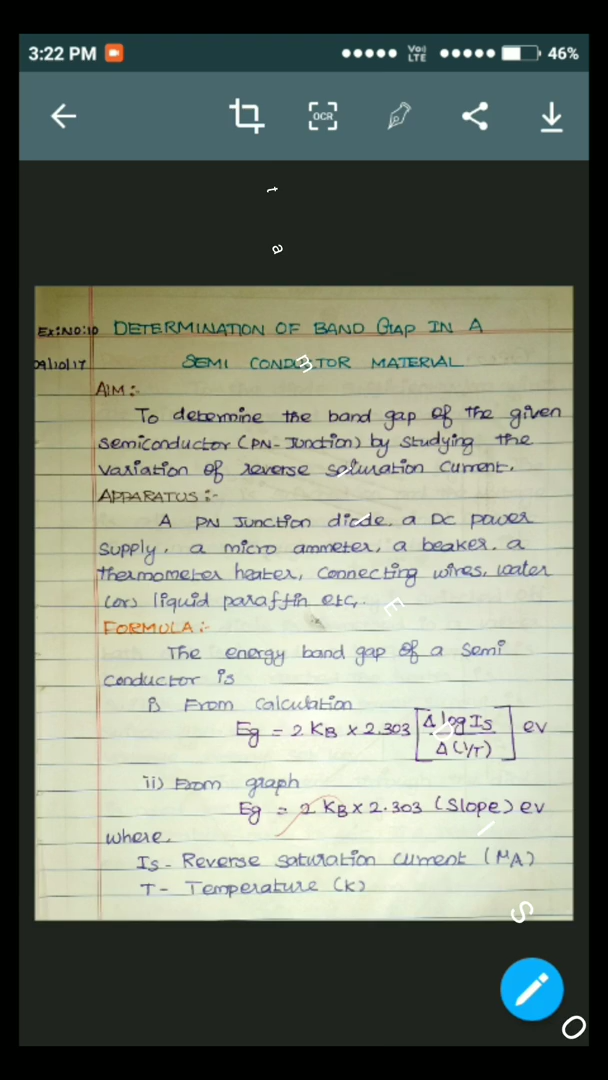 3:22 PM
VoLTE
46%
OCR
t
a
Ex:NO:10 DETERMINATION OF BAND GAP IN A
09/10/17 SEMI CONDUCTOR MATERIAL
AIM:-
To determine the band gap of the given
semiconductor (PN-Junction) by studying the
variation of reverse saturation current.
APPARATUS:-
A PN Junction diode, a DC power
supply, a micro ammeter, a beaker, a
thermometer heater, connecting wires, water
(or) liquid paraffin etc,.
FORMULA:-
The energy band gap of a semi
conductor is
i) From calculation
Eg = 2 KB x 2.303 [Δ log Is / Δ (1/T)] ev
ii) From graph
Eg = 2 KB x 2.303 (Slope) ev
where,
Is - Reverse saturation current (μA)
T - Temperature (K)
E
S
O